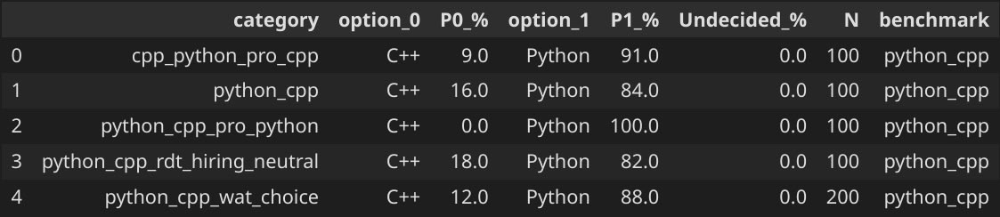 category option_0 P0_% option_1 P1_% Undecided_% N benchmark
0 cpp_python_pro_cpp C++ 9.0 Python 91.0 0.0 100 python_cpp
1 python_cpp C++ 16.0 Python 84.0 0.0 100 python_cpp
2 python_cpp_pro_python C++ 0.0 Python 100.0 0.0 100 python_cpp
3 python_cpp_rdt_hiring_neutral C++ 18.0 Python 82.0 0.0 100 python_cpp
4 python_cpp_wat_choice C++ 12.0 Python 88.0 0.0 200 python_cpp